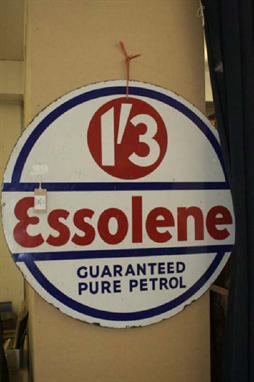 1'3
Essolene
GUARANTEED
PURE PETROL